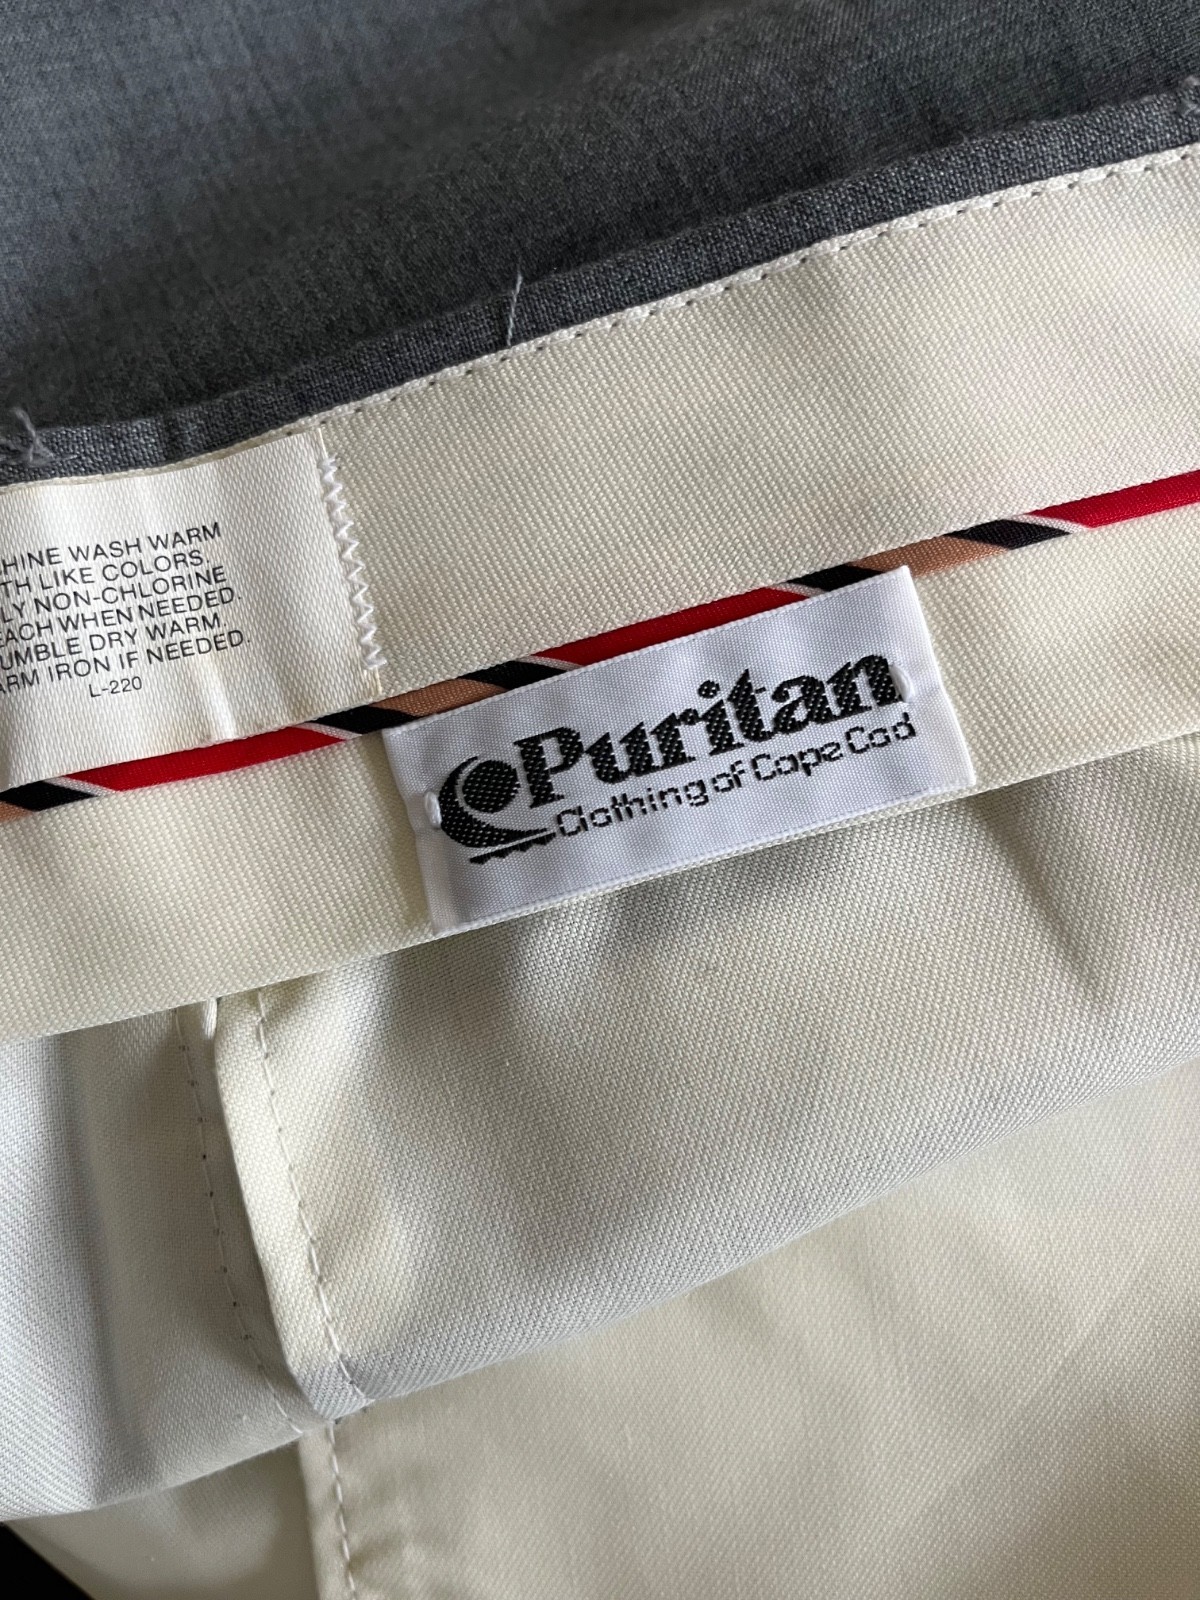 HINE WASH WARM
TH LIKE COLORS
LY NON-CHLORINE
EACH WHEN NEEDED.
UMBLE DRY WARM
ARM IRON IF NEEDED.
L-220
Puritan
Clothing of Cape Cod